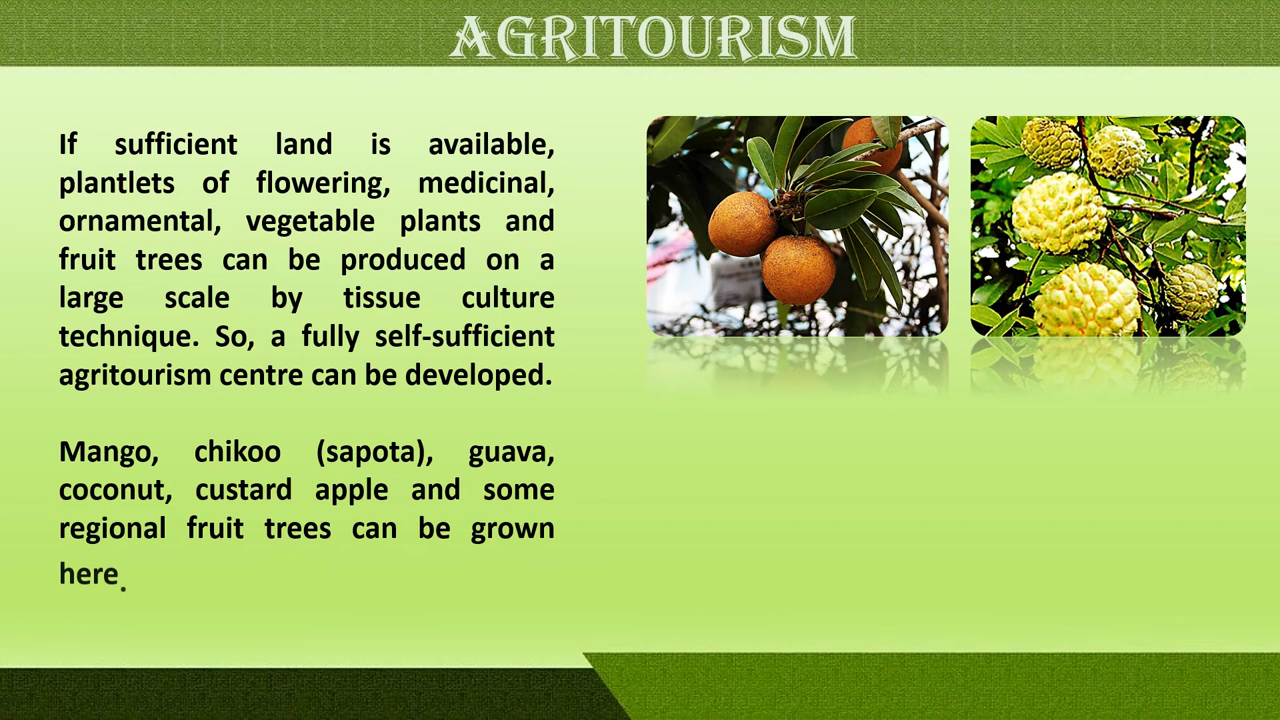 AGRITOURISM
If sufficient land is available,
plantlets of flowering, medicinal,
ornamental, vegetable plants and
fruit trees can be produced on a
large scale by tissue culture
technique. So, a fully self-sufficient
agritourism centre can be developed.
Mango, chikoo (sapota), guava,
coconut, custard apple and some
regional fruit trees can be grown
here.